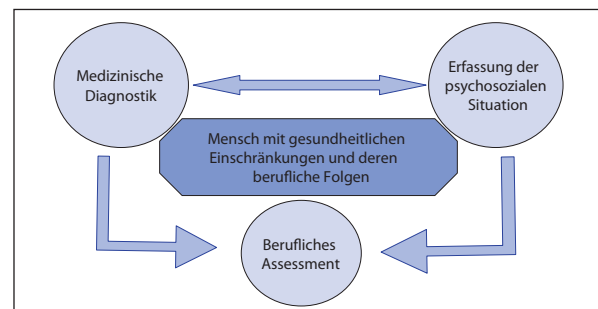 Medizinische
Diagnostik
Erfassung der
psychosozialen
Situation
Mensch mit gesundheitlichen
Einschränkungen und deren
berufliche Folgen
Berufliches
Assessment